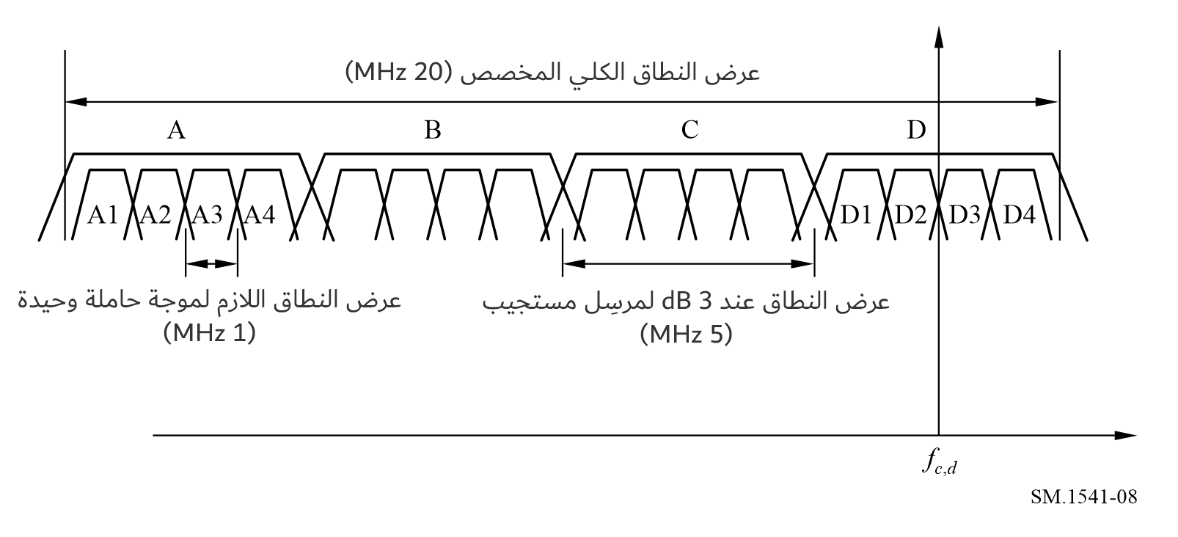 عرض النطاق الكلي المخصص (20 MHz)
A B C D
A1 A2 A3 A4 D1 D2 D3 D4
عرض النطاق اللازم لموجة حاملة وحيدة
(1 MHz)
عرض النطاق عند 3 dB لمرسِل مستجيب
(5 MHz)
fc,d
SM.1541-08